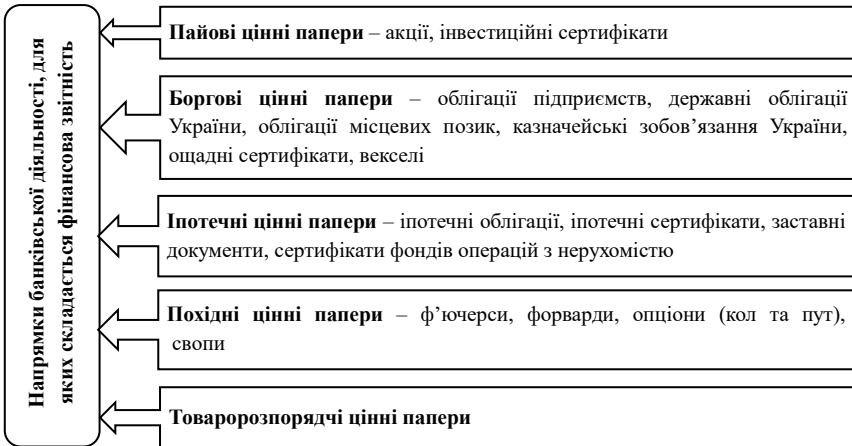 Напрямки банківської діяльності, для
яких складається фінансова звітність
Пайові цінні папери – акції, інвестиційні сертифікати
Боргові цінні папери – облігації підприємств, державні облігації
України, облігації місцевих позик, казначейські зобов’язання України,
ощадні сертифікати, векселі
Іпотечні цінні папери – іпотечні облігації, іпотечні сертифікати, заставні
документи, сертифікати фондів операцій з нерухомістю
Похідні цінні папери – ф’ючерси, форварди, опціони (кол та пут),
свопи
Товаророзпорядчі цінні папери